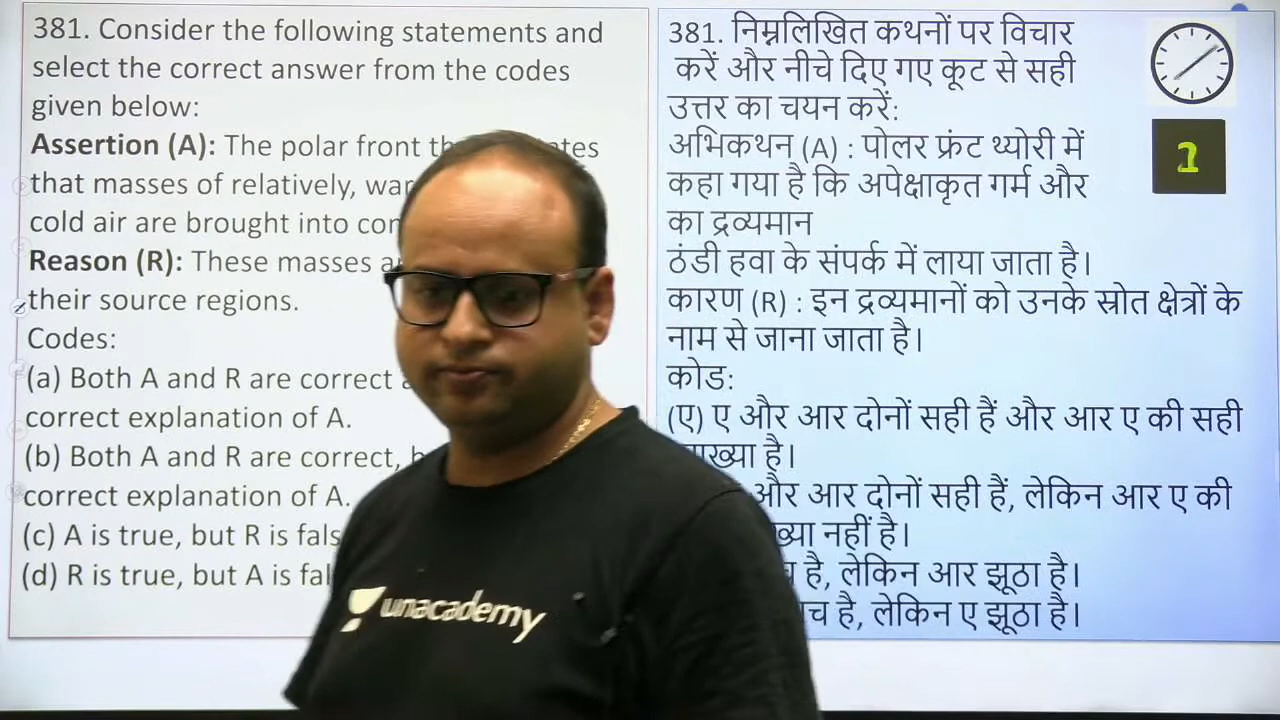 381. Consider the following statements and
select the correct answer from the codes
given below:
Assertion (A): The polar front
that masses of relatively,
cold air are brought into
Reason (R): These masses
their source regions.
Codes:
(a) Both A and R are correct
correct explanation of A.
(b) Both A and R are correct,
correct explanation of A.
(c) A is true, but R is
(d) R is true, but A is
381. निम्नलिखित कथनों पर विचार
करें और नीचे दिए गए कूट से सही
उत्तर का चयन करें:
अभिकथन (A) : पोलर फ्रंट थ्योरी में
कहा गया है कि अपेक्षाकृत गर्म और
का द्रव्यमान
ठंडी हवा के संपर्क में लाया जाता है।
कारण (R) : इन द्रव्यमानों को उनके स्रोत क्षेत्रों के
नाम से जाना जाता है।
कोड:
(ए) ए और आर दोनों सही हैं और आर ए की सही
है।
और आर दोनों सही हैं, लेकिन आर ए की
नहीं है।
है, लेकिन आर झूठा है।
है, लेकिन ए झूठा है।
1
unacademy